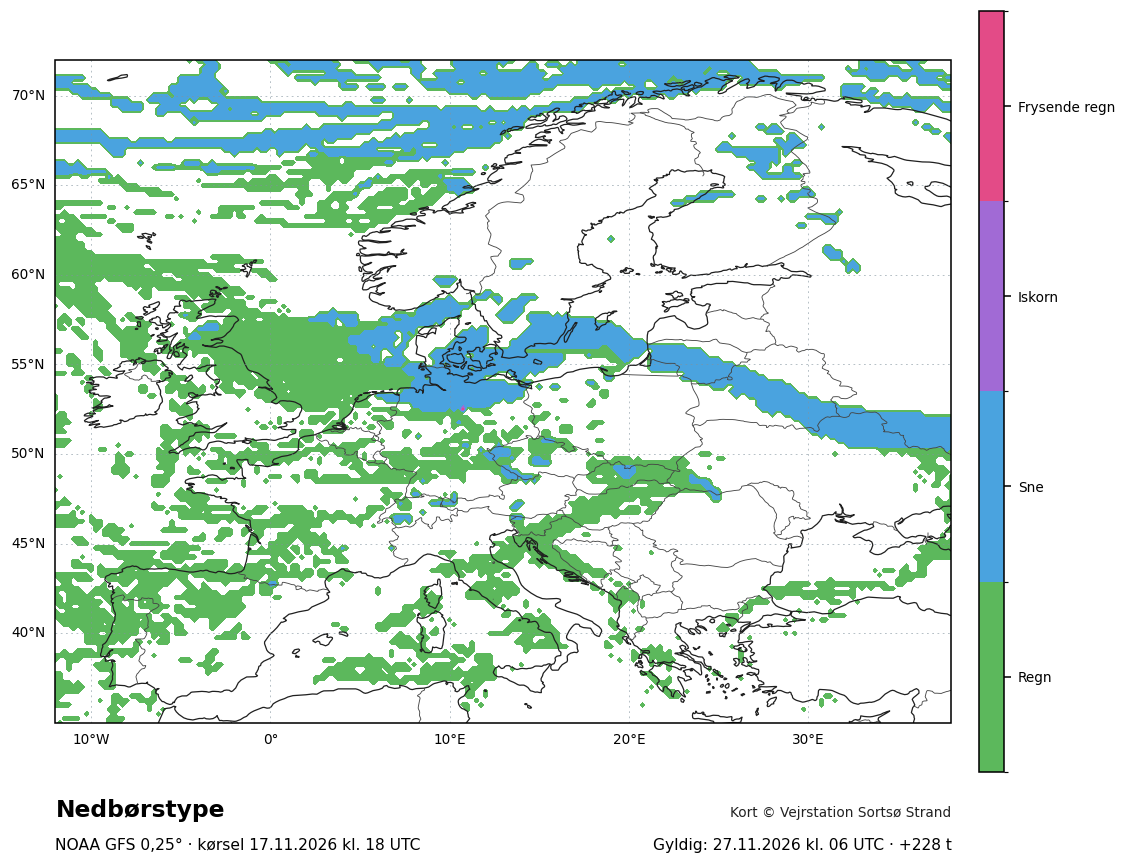 70°N
65°N
60°N
55°N
50°N
45°N
40°N
10°W
0°
10°E
20°E
30°E
Frysende regn
Iskorn
Sne
Regn
Nedbørstype
Kort © Vejrstation Sortsø Strand
NOAA GFS 0,25° · kørsel 17.11.2026 kl. 18 UTC
Gyldig: 27.11.2026 kl. 06 UTC · +228 t